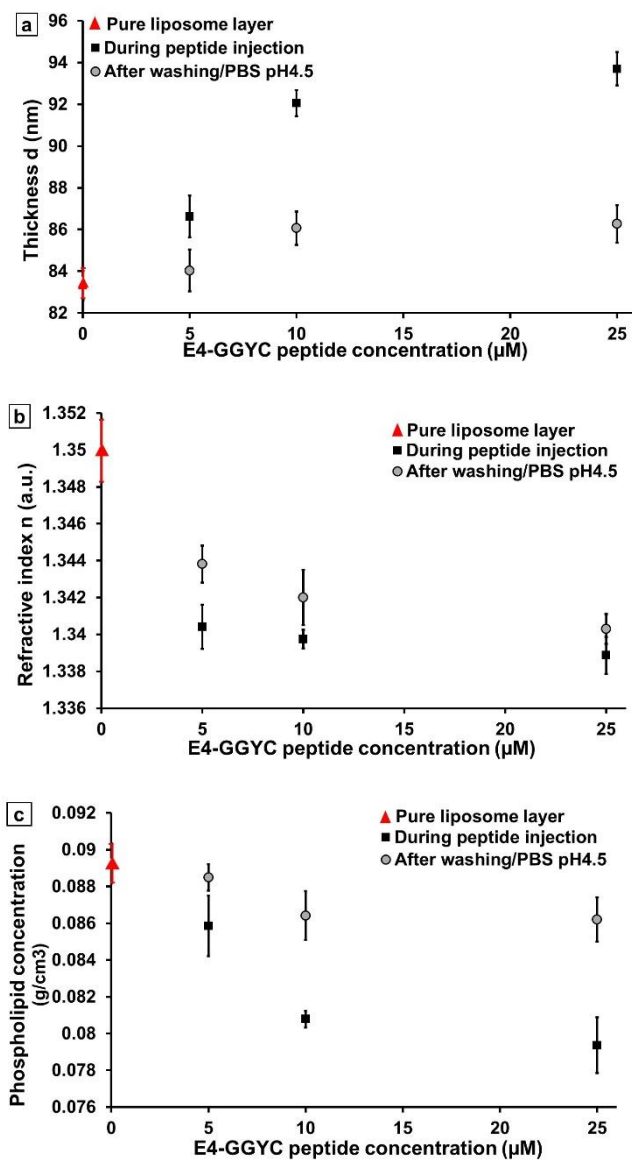 a
Pure liposome layer
During peptide injection
After washing/PBS pH4.5
Thickness d (nm)
96
94
92
90
88
86
84
82
0
5
10
15
20
25
E4-GGYC peptide concentration (µM)
b
Pure liposome layer
During peptide injection
After washing/PBS pH4.5
Refractive index n (a.u.)
1.352
1.35
1.348
1.346
1.344
1.342
1.34
1.338
1.336
0
5
10
15
20
25
E4-GGYC peptide concentration (µM)
c
Pure liposome layer
During peptide injection
After washing/PBS pH4.5
Phospholipid concentration
(g/cm3)
0.092
0.09
0.088
0.086
0.084
0.082
0.08
0.078
0.076
0
5
10
15
20
25
E4-GGYC peptide concentration (µM)